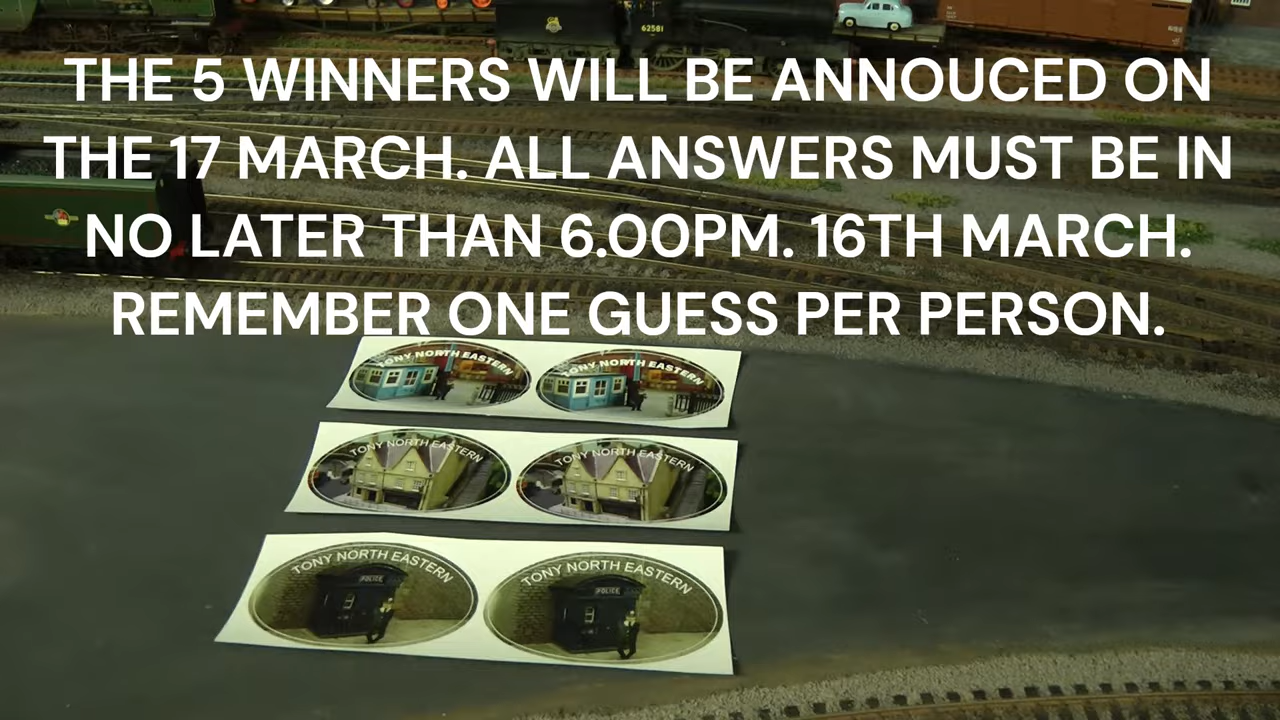 62581
THE 5 WINNERS WILL BE ANNOUCED ON
THE 17 MARCH. ALL ANSWERS MUST BE IN
NO LATER THAN 6.00PM. 16TH MARCH.
REMEMBER ONE GUESS PER PERSON.
TONY NORTH EASTERN
TONY NORTH EASTERN
TONY NORTH EASTERN
TONY NORTH EASTERN
TONY NORTH EASTERN
POLICE
TONY NORTH EASTERN
POLICE